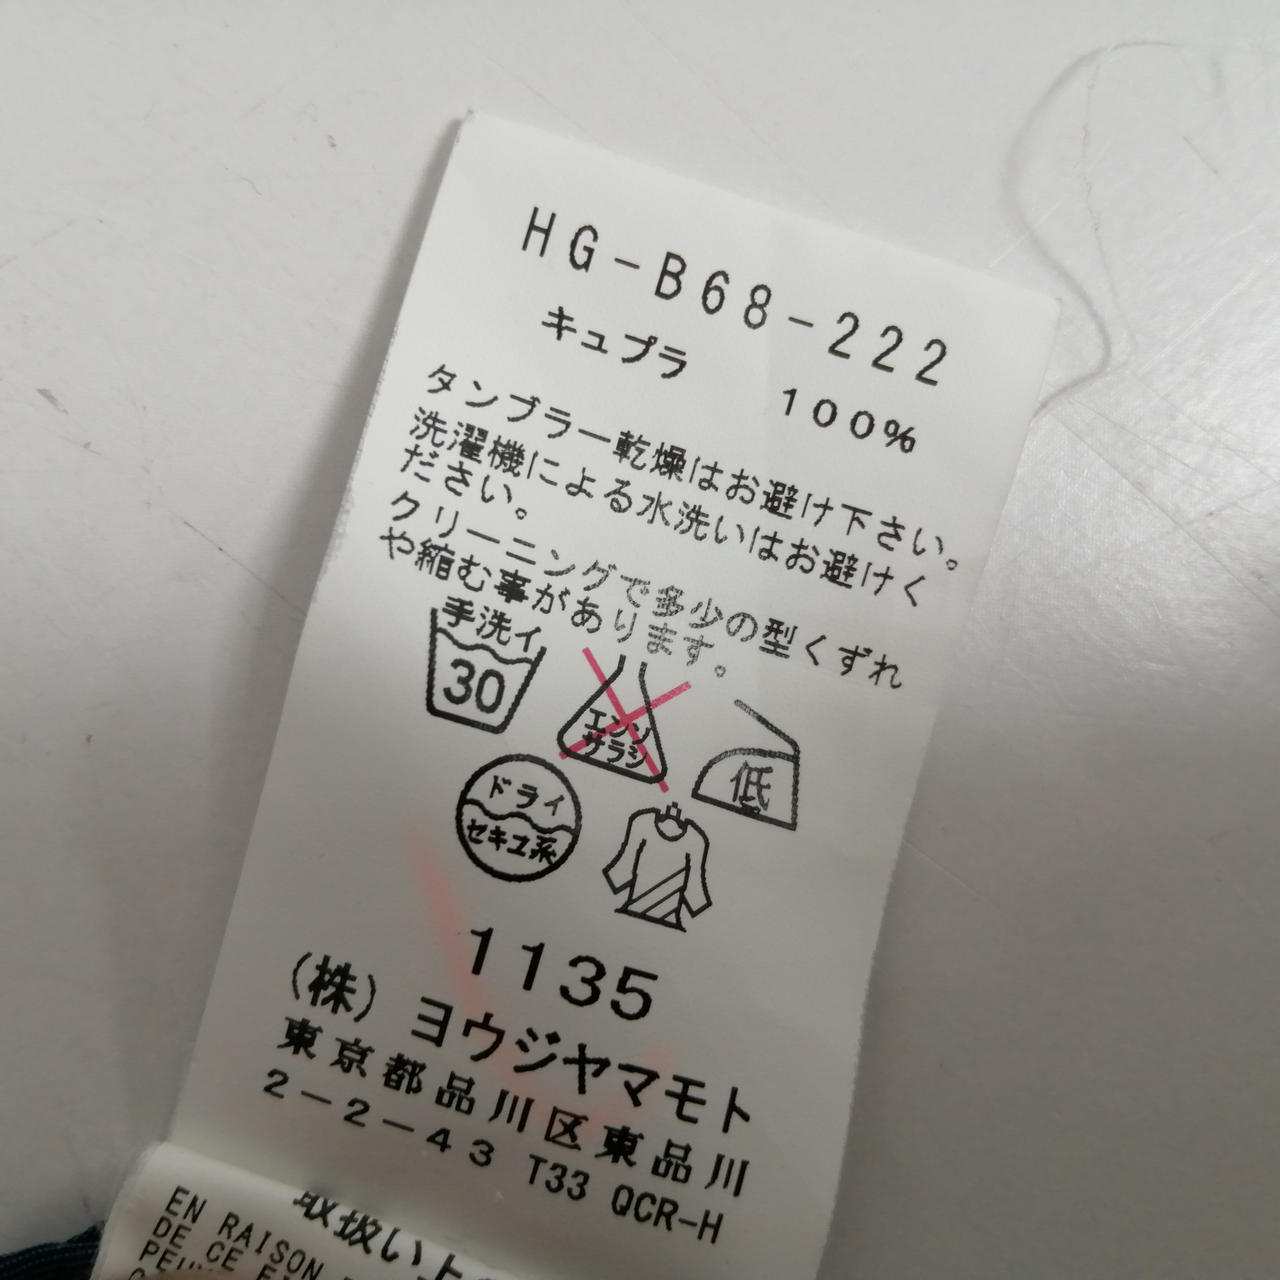 HG-B68-222
キュプラ 100%
タンブラー乾燥はお避け下さい。
洗濯機による水洗いはお避けく
ださい。
クリーニングで多少の型くずれ
や縮む事があります。
手洗イ
30
エンソ
サラシ
低
ドライ
セキユ系
1135
(株) ヨウジヤマモト
東京都品川区東品川
2-2-43 T33 QCR-H
取扱い上の
EN RAISON
DE CE